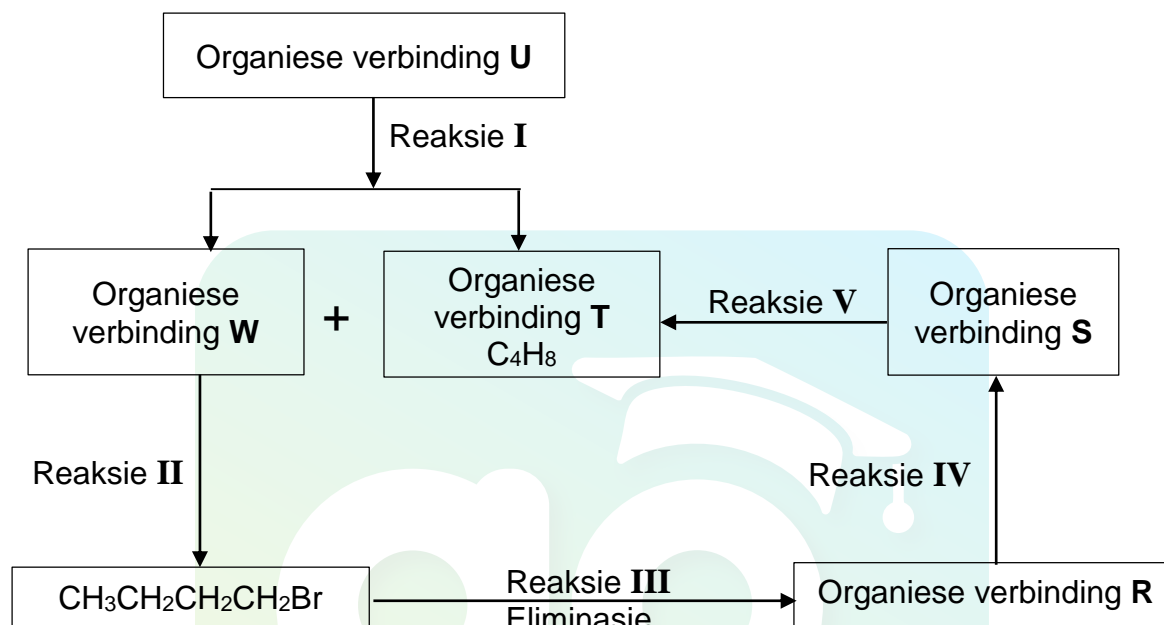 Organiese verbinding U
Reaksie I
Organiese
verbinding W
+
Organiese
verbinding T
C₄H₈
Reaksie V
Organiese
verbinding S
Reaksie II
Reaksie IV
CH₃CH₂CH₂CH₂Br
Reaksie III
Eliminasie
Organiese verbinding R